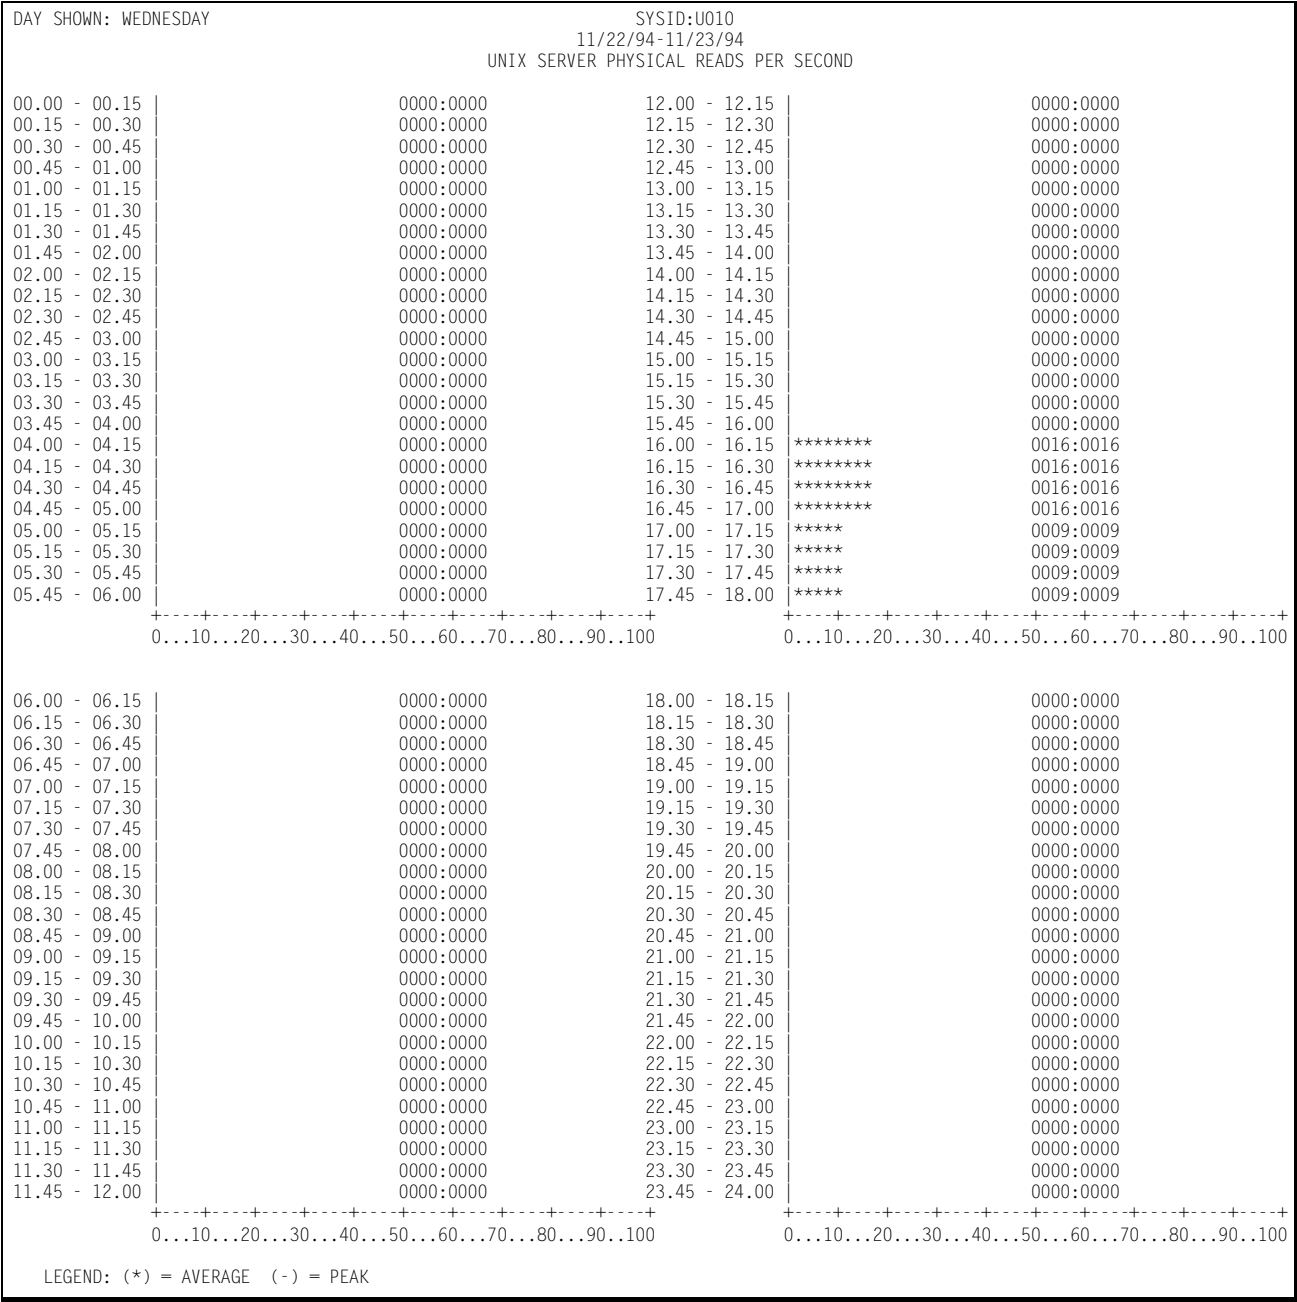 DAY SHOWN: WEDNESDAY                                           SYSID:U010
                                                         11/22/94-11/23/94
                                                UNIX SERVER PHYSICAL READS PER SECOND

00.00 - 00.15 |                        0000:0000                12.00 - 12.15 |                        0000:0000
00.15 - 00.30 |                        0000:0000                12.15 - 12.30 |                        0000:0000
00.30 - 00.45 |                        0000:0000                12.30 - 12.45 |                        0000:0000
00.45 - 01.00 |                        0000:0000                12.45 - 13.00 |                        0000:0000
01.00 - 01.15 |                        0000:0000                13.00 - 13.15 |                        0000:0000
01.15 - 01.30 |                        0000:0000                13.15 - 13.30 |                        0000:0000
01.30 - 01.45 |                        0000:0000                13.30 - 13.45 |                        0000:0000
01.45 - 02.00 |                        0000:0000                13.45 - 14.00 |                        0000:0000
02.00 - 02.15 |                        0000:0000                14.00 - 14.15 |                        0000:0000
02.15 - 02.30 |                        0000:0000                14.15 - 14.30 |                        0000:0000
02.30 - 02.45 |                        0000:0000                14.30 - 14.45 |                        0000:0000
02.45 - 03.00 |                        0000:0000                14.45 - 15.00 |                        0000:0000
03.00 - 03.15 |                        0000:0000                15.00 - 15.15 |                        0000:0000
03.15 - 03.30 |                        0000:0000                15.15 - 15.30 |                        0000:0000
03.30 - 03.45 |                        0000:0000                15.30 - 15.45 |                        0000:0000
03.45 - 04.00 |                        0000:0000                15.45 - 16.00 |                        0000:0000
04.00 - 04.15 |                        0000:0000                16.00 - 16.15 |********                0016:0016
04.15 - 04.30 |                        0000:0000                16.15 - 16.30 |********                0016:0016
04.30 - 04.45 |                        0000:0000                16.30 - 16.45 |********                0016:0016
04.45 - 05.00 |                        0000:0000                16.45 - 17.00 |********                0016:0016
05.00 - 05.15 |                        0000:0000                17.00 - 17.15 |*****                   0009:0009
05.15 - 05.30 |                        0000:0000                17.15 - 17.30 |*****                   0009:0009
05.30 - 05.45 |                        0000:0000                17.30 - 17.45 |*****                   0009:0009
05.45 - 06.00 |                        0000:0000                17.45 - 18.00 |*****                   0009:0009
              +----+----+----+----+----+----+----+----+----+----+             +----+----+----+----+----+----+----+----+----+----+
              0...10...20...30...40...50...60...70...80...90..100             0...10...20...30...40...50...60...70...80...90..100

06.00 - 06.15 |                        0000:0000                18.00 - 18.15 |                        0000:0000
06.15 - 06.30 |                        0000:0000                18.15 - 18.30 |                        0000:0000
06.30 - 06.45 |                        0000:0000                18.30 - 18.45 |                        0000:0000
06.45 - 07.00 |                        0000:0000                18.45 - 19.00 |                        0000:0000
07.00 - 07.15 |                        0000:0000                19.00 - 19.15 |                        0000:0000
07.15 - 07.30 |                        0000:0000                19.15 - 19.30 |                        0000:0000
07.30 - 07.45 |                        0000:0000                19.30 - 19.45 |                        0000:0000
07.45 - 08.00 |                        0000:0000                19.45 - 20.00 |                        0000:0000
08.00 - 08.15 |                        0000:0000                20.00 - 20.15 |                        0000:0000
08.15 - 08.30 |                        0000:0000                20.15 - 20.30 |                        0000:0000
08.30 - 08.45 |                        0000:0000                20.30 - 20.45 |                        0000:0000
08.45 - 09.00 |                        0000:0000                20.45 - 21.00 |                        0000:0000
09.00 - 09.15 |                        0000:0000                21.00 - 21.15 |                        0000:0000
09.15 - 09.30 |                        0000:0000                21.15 - 21.30 |                        0000:0000
09.30 - 09.45 |                        0000:0000                21.30 - 21.45 |                        0000:0000
09.45 - 10.00 |                        0000:0000                21.45 - 22.00 |                        0000:0000
10.00 - 10.15 |                        0000:0000                22.00 - 22.15 |                        0000:0000
10.15 - 10.30 |                        0000:0000                22.15 - 22.30 |                        0000:0000
10.30 - 10.45 |                        0000:0000                22.30 - 22.45 |                        0000:0000
10.45 - 11.00 |                        0000:0000                22.45 - 23.00 |                        0000:0000
11.00 - 11.15 |                        0000:0000                23.00 - 23.15 |                        0000:0000
11.15 - 11.30 |                        0000:0000                23.15 - 23.30 |                        0000:0000
11.30 - 11.45 |                        0000:0000                23.30 - 23.45 |                        0000:0000
11.45 - 12.00 |                        0000:0000                23.45 - 24.00 |                        0000:0000
              +----+----+----+----+----+----+----+----+----+----+             +----+----+----+----+----+----+----+----+----+----+
              0...10...20...30...40...50...60...70...80...90..100             0...10...20...30...40...50...60...70...80...90..100

   LEGEND: (*) = AVERAGE  (-) = PEAK